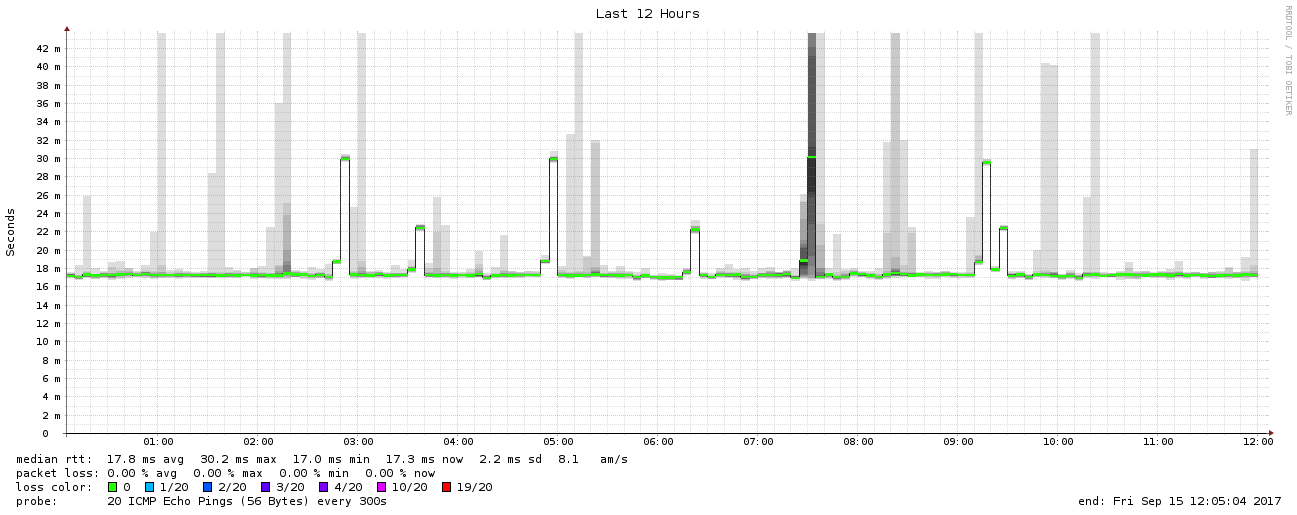 Last 12 Hours
RRDTOOL / TOBI OETIKER
Seconds
42 m
40 m
38 m
36 m
34 m
32 m
30 m
28 m
26 m
24 m
22 m
20 m
18 m
16 m
14 m
12 m
10 m
8 m
6 m
4 m
2 m
0
01:00 02:00 03:00 04:00 05:00 06:00 07:00 08:00 09:00 10:00 11:00 12:00
median rtt: 17.8 ms avg 30.2 ms max 17.0 ms min 17.3 ms now 2.2 ms sd 8.1 am/s
packet loss: 0.00 % avg 0.00 % max 0.00 % min 0.00 % now
loss color: 0 1/20 2/20 3/20 4/20 10/20 19/20
probe: 20 ICMP Echo Pings (56 Bytes) every 300s end: Fri Sep 15 12:05:04 2017